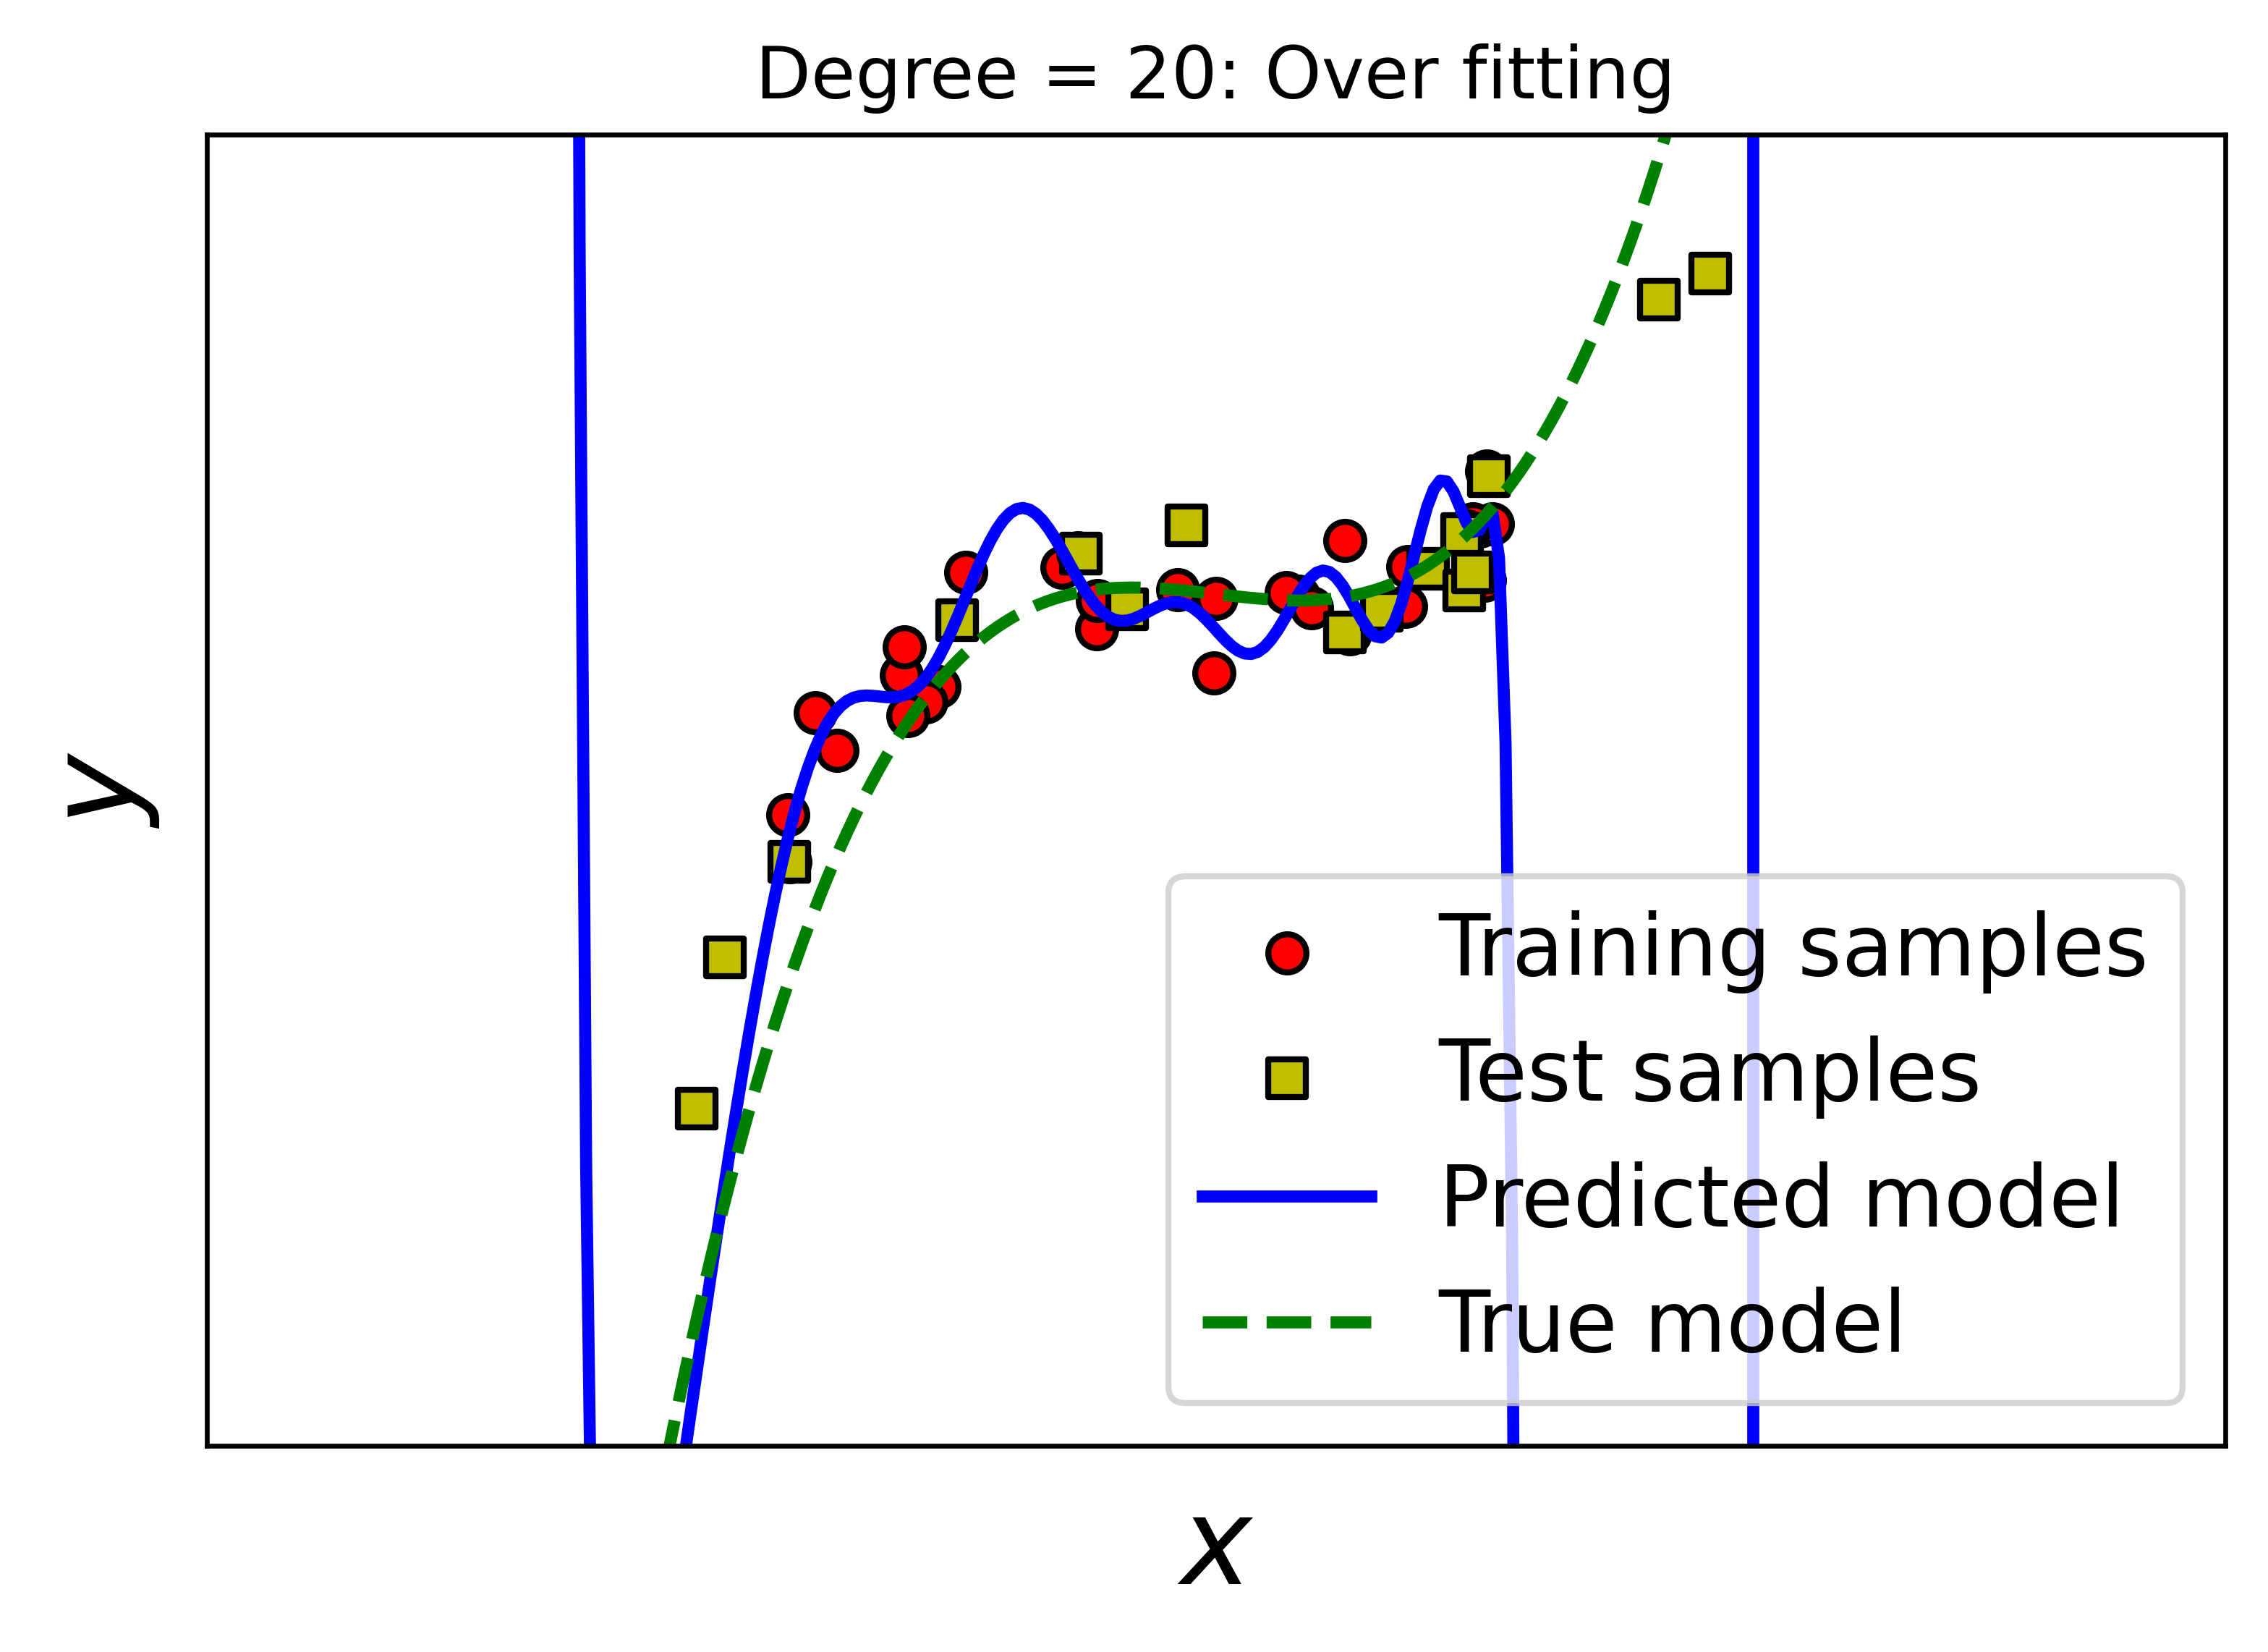 Degree = 20: Over fitting
y
Training samples
Test samples
Predicted model
True model
x